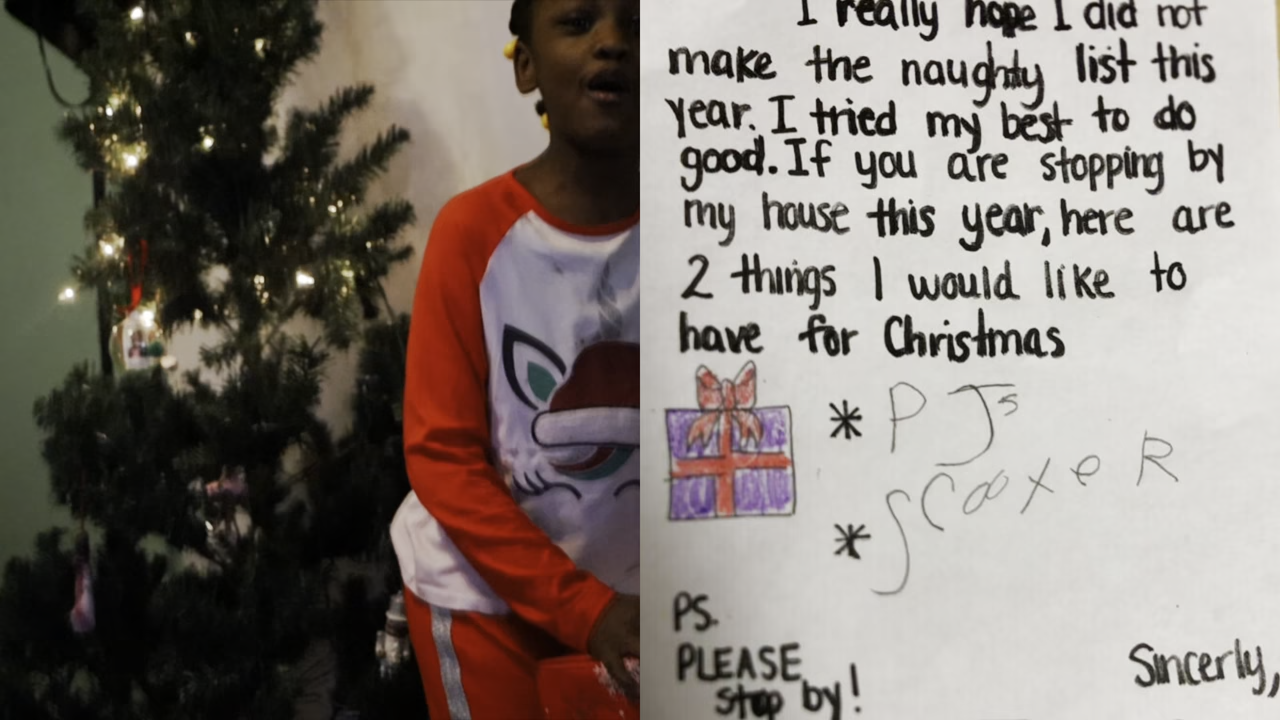 I really hope I did not
make the naughty list this
year. I tried my best to do
good. If you are stopping by
my house this year, here are
2 things I would like to
have for Christmas
* PJs
* SCooxeR
PS.
PLEASE
stop by!
Sincerly,